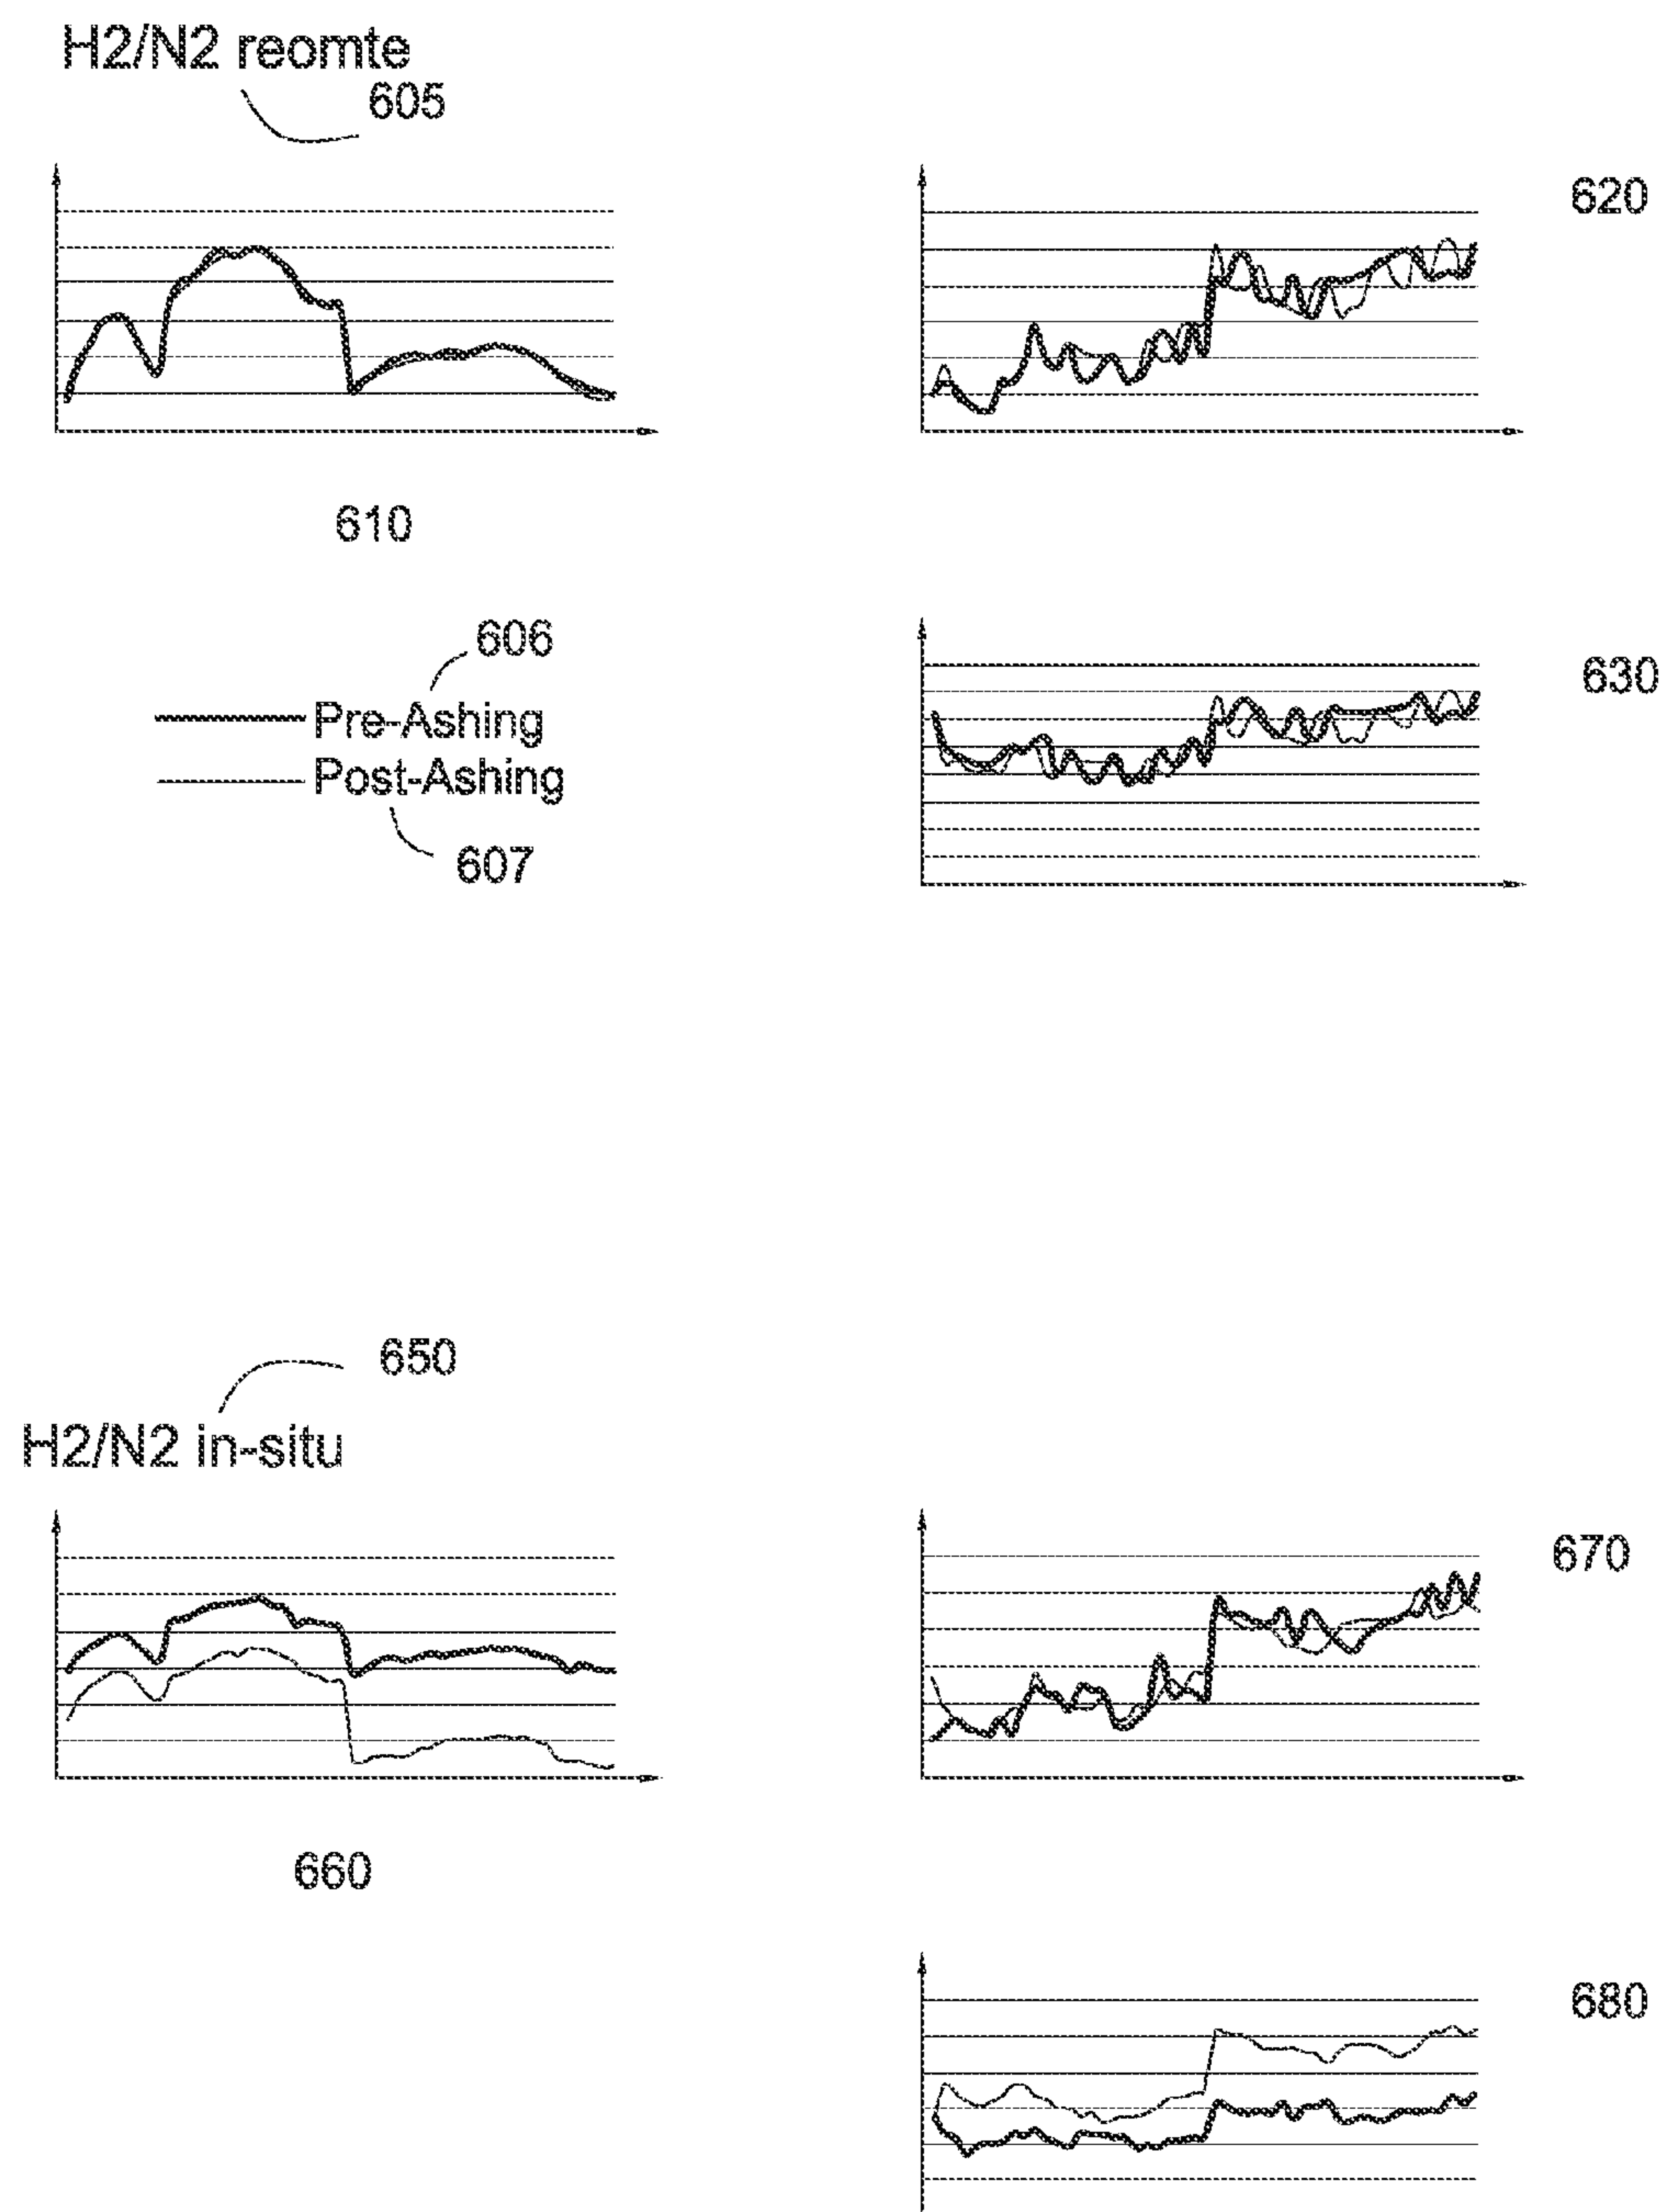 H2/N2 reomte
605
620
610
606
630
Pre-Ashing
Post-Ashing
607
650
H2/N2 in-situ
670
660
680